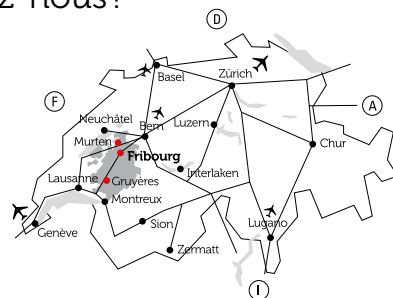 z nous?
D
Basel
Zürich
F
A
Neuchâtel
Bern
Luzern
Murten
Fribourg
Chur
Lausanne
Gruyères
Interlaken
Montreux
Genève
Sion
Lugano
Zermatt
I